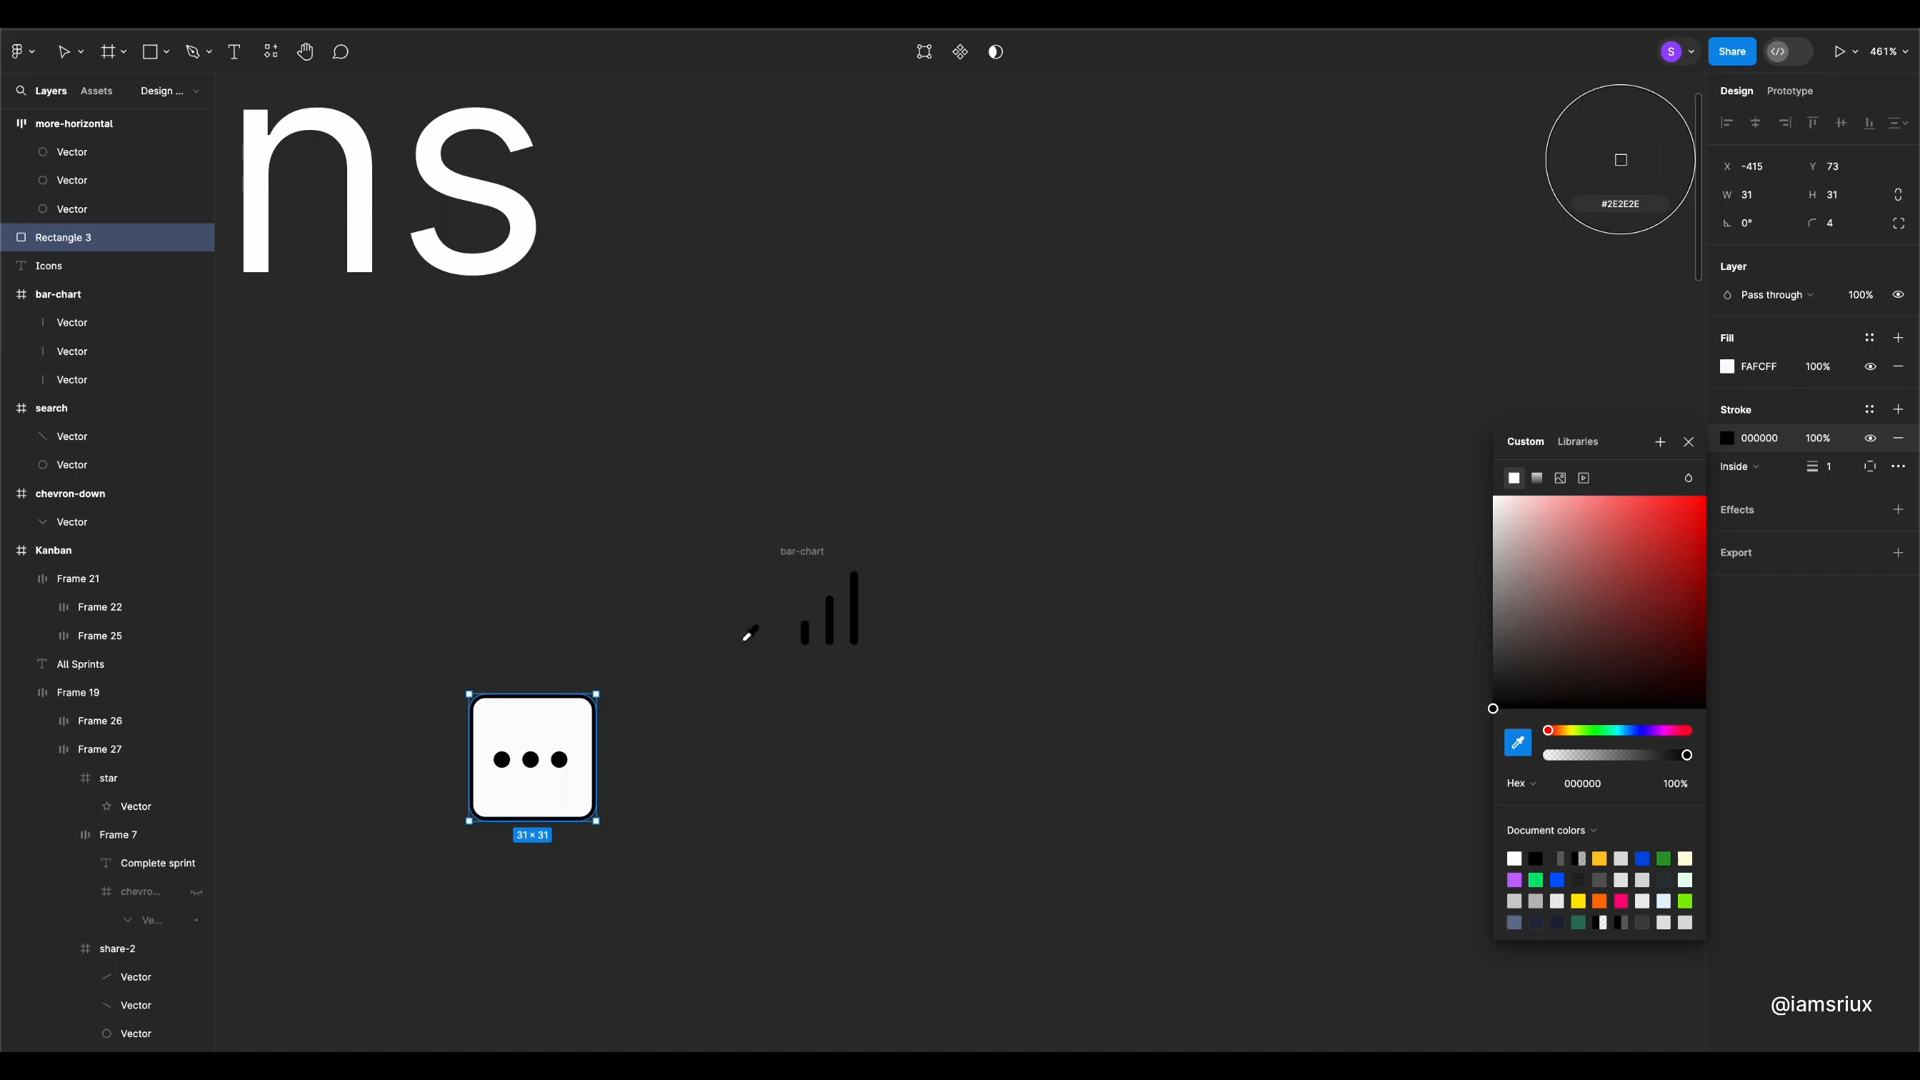 S
Share
461%
Layers
Assets
Design ...
more-horizontal
Vector
Vector
Vector
Rectangle 3
Icons
bar-chart
Vector
Vector
Vector
search
Vector
Vector
chevron-down
Vector
Kanban
Frame 21
Frame 22
Frame 25
All Sprints
Frame 19
Frame 26
Frame 27
star
Vector
Frame 7
Complete sprint
chevro...
Ve...
share-2
Vector
Vector
Vector
ns
bar-chart
31 × 31
#2E2E2E
Custom
Libraries
Hex
000000
100%
Document colors
Design
Prototype
X -415
Y 73
W 31
H 31
0°
4
Layer
Pass through
100%
Fill
FAFCFF
100%
Stroke
000000
100%
Inside
1
Effects
Export
@iamsriux